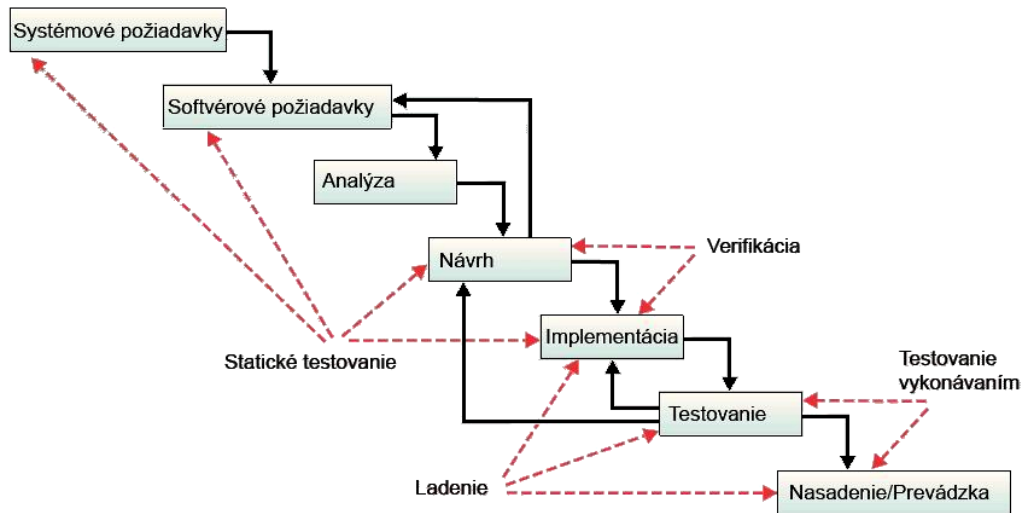 Systémové požiadavky
Softvérové požiadavky
Analýza
Návrh
Verifikácia
Implementácia
Statické testovanie
Testovanie
vykonávaním
Testovanie
Ladenie
Nasadenie/Prevádzka